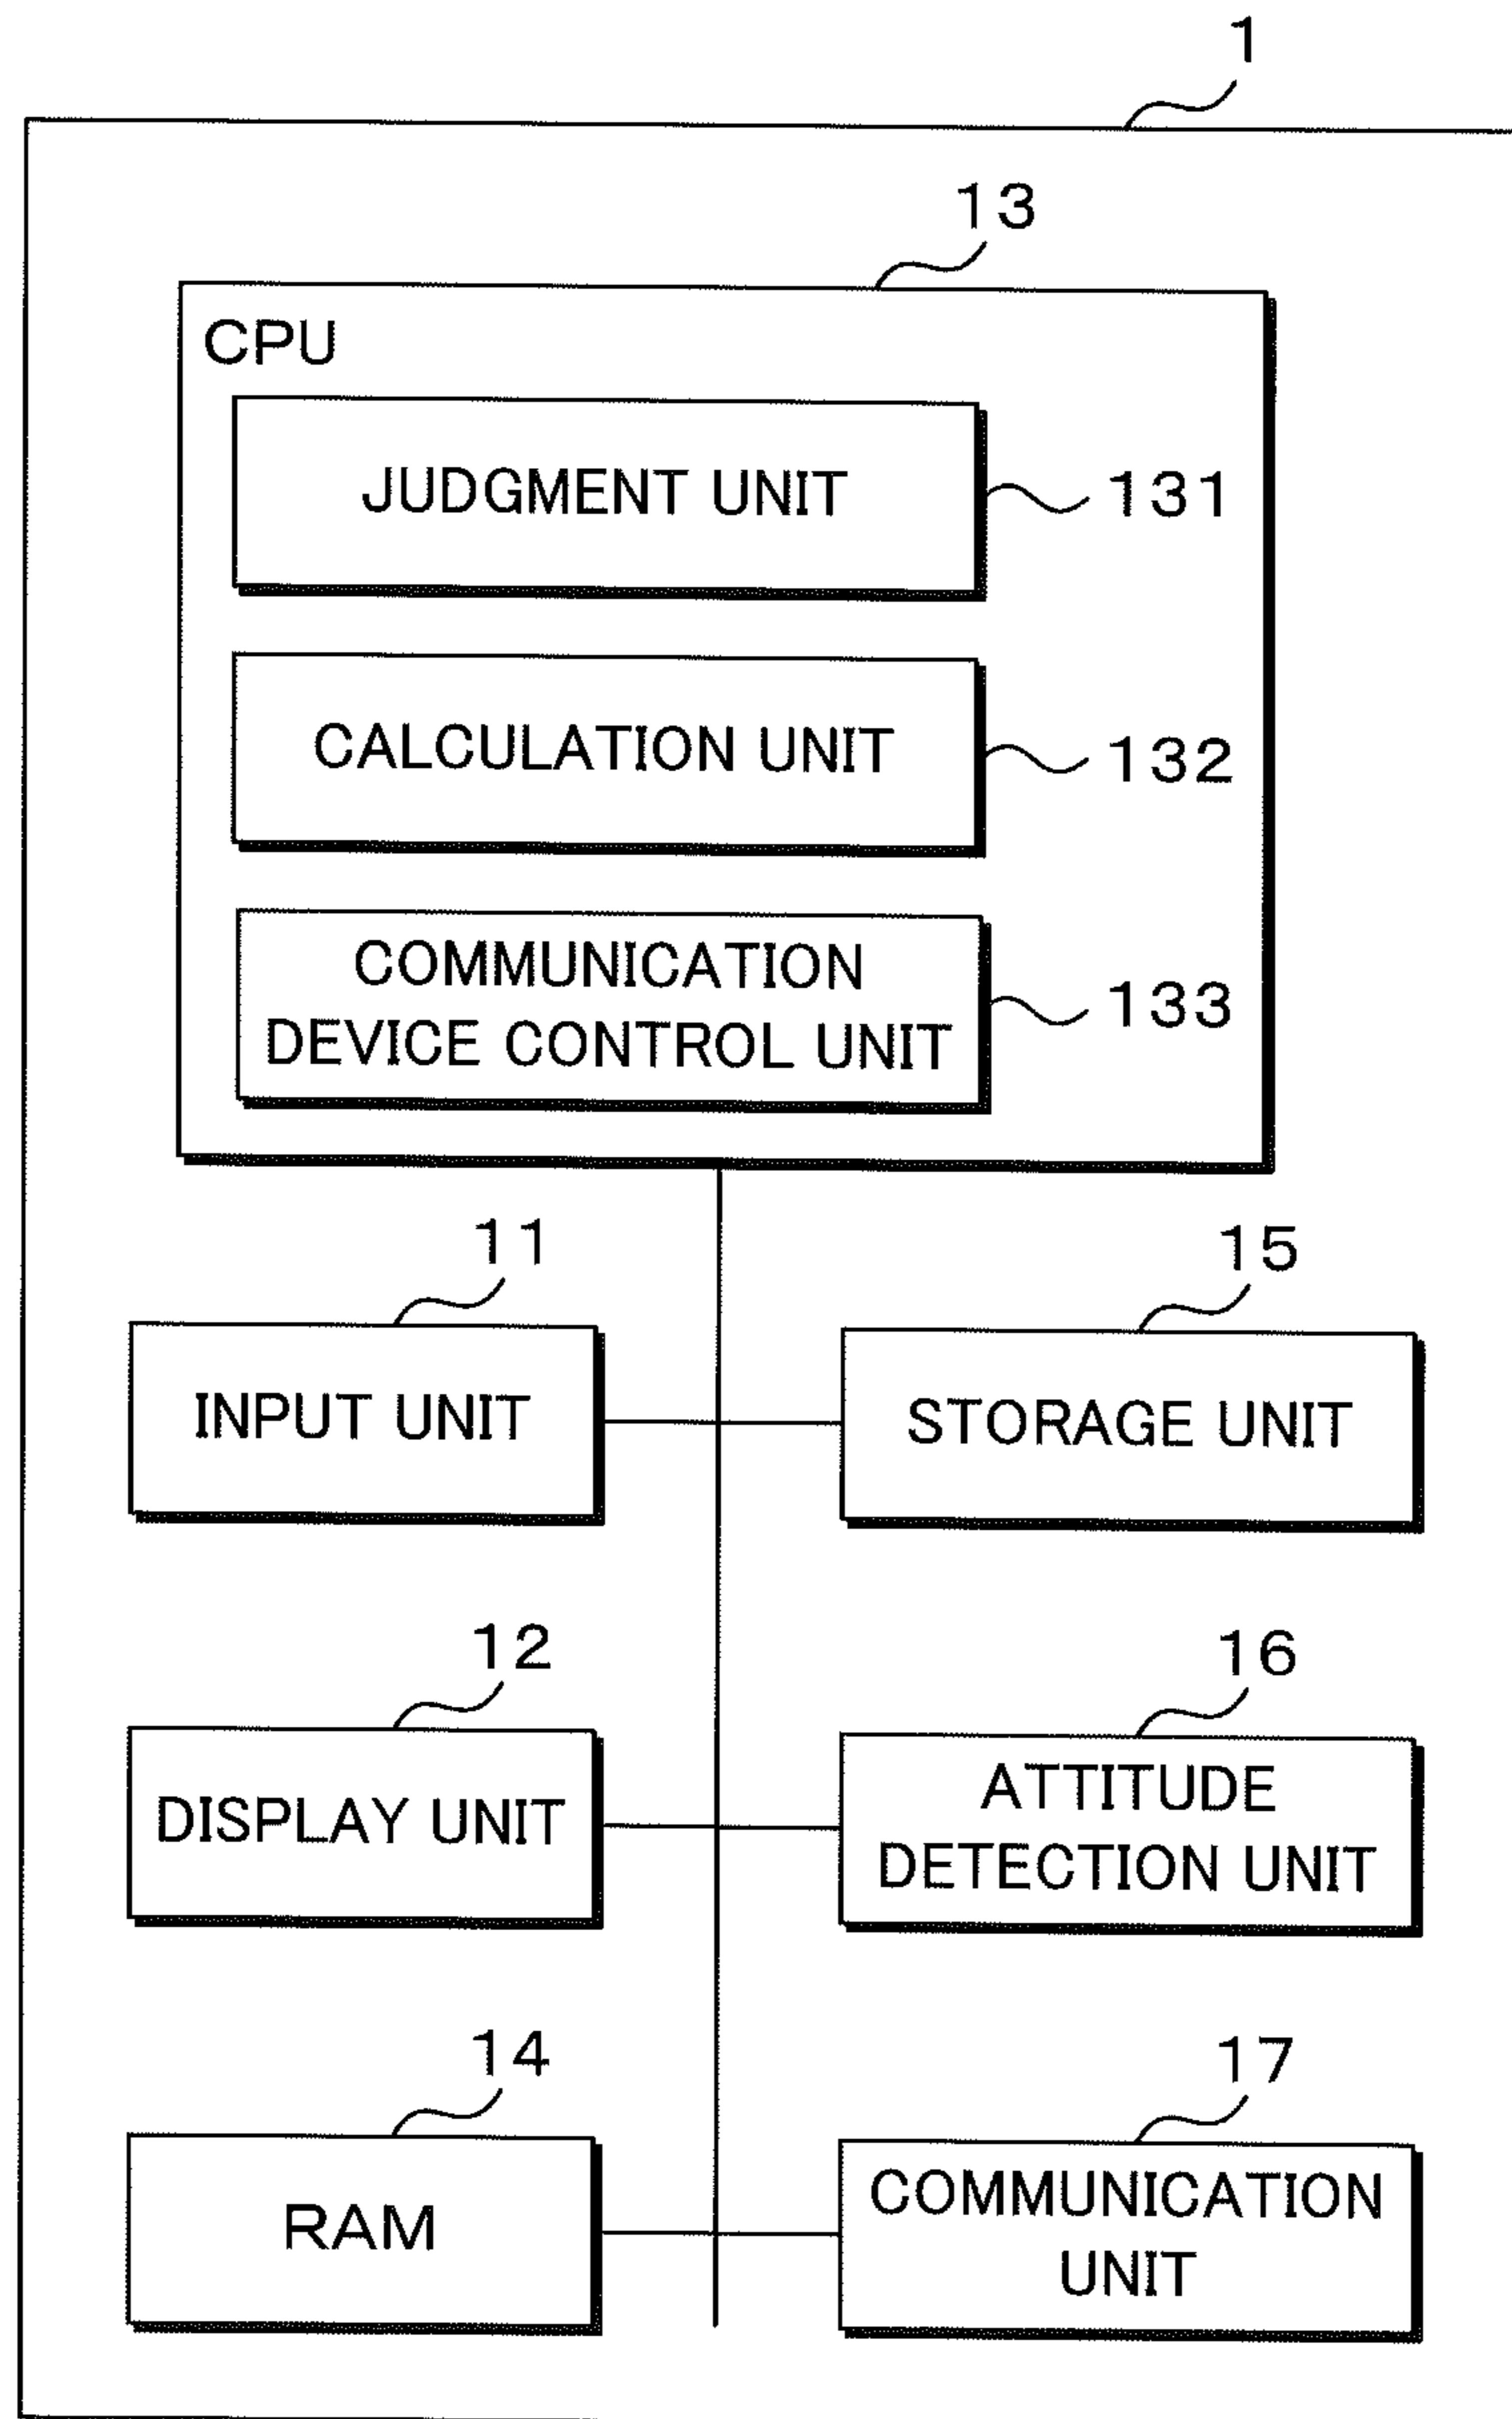 1
13
CPU
JUDGMENT UNIT
131
CALCULATION UNIT
132
COMMUNICATION
DEVICE CONTROL UNIT
133
11
15
INPUT UNIT
STORAGE UNIT
12
16
DISPLAY UNIT
ATTITUDE
DETECTION UNIT
14
17
RAM
COMMUNICATION
UNIT